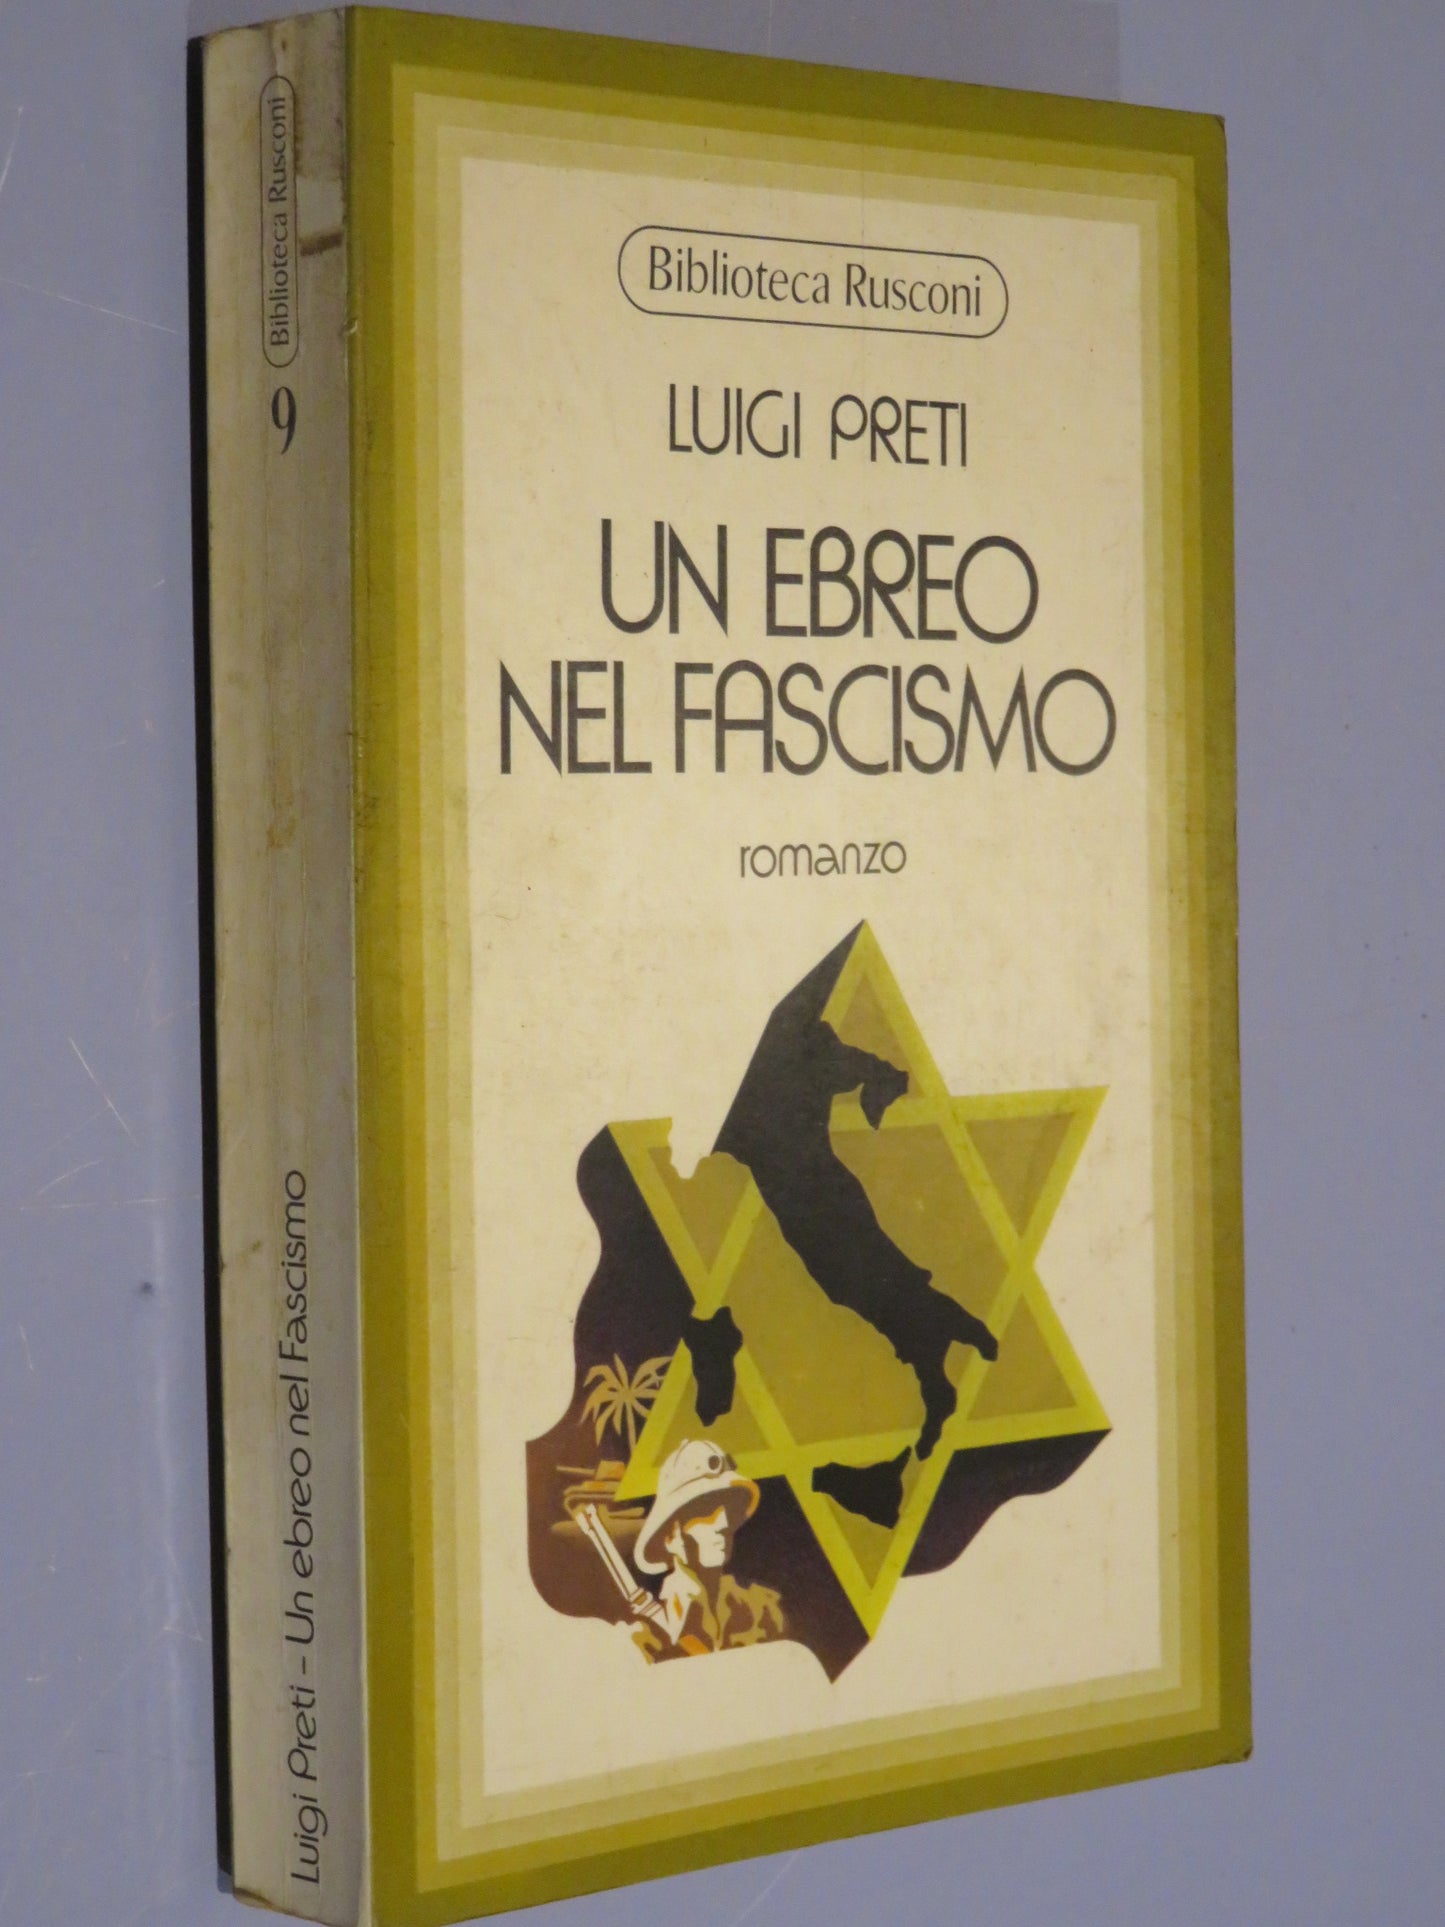 Biblioteca Rusconi
LUIGI PRETI
UN EBREO
NEL FASCISMO
romanzo
Luigi Preti – Un ebreo nel Fascismo
9
Biblioteca Rusconi